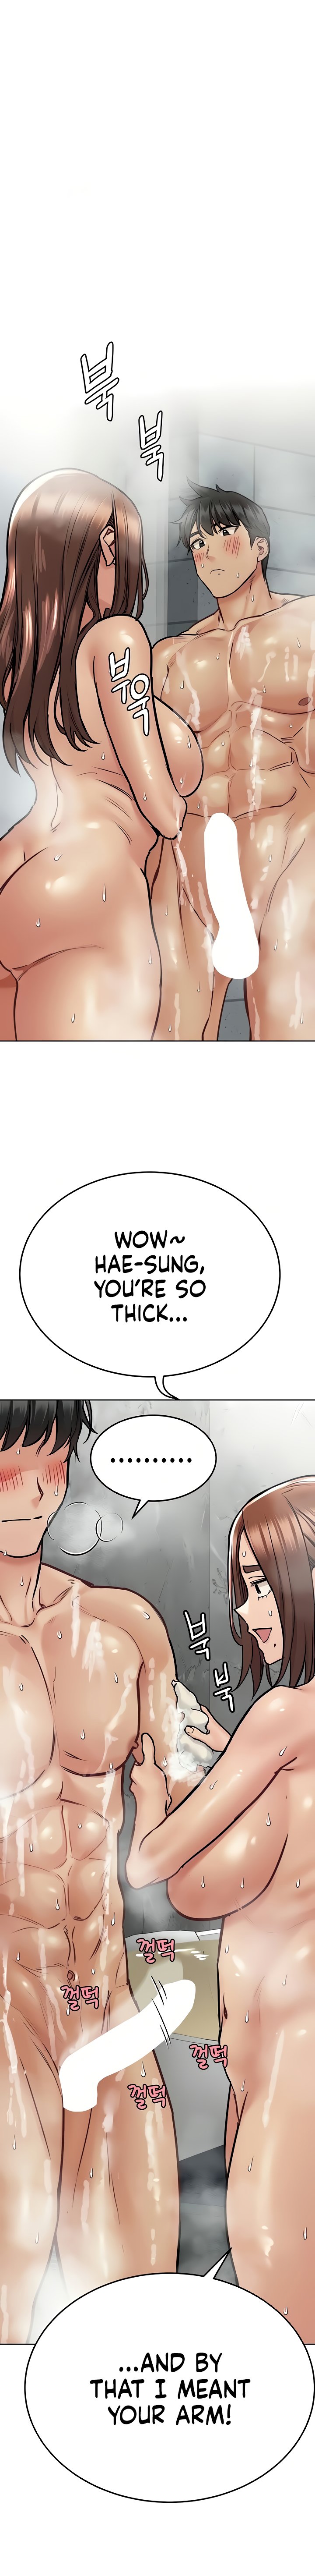 북
북
부욱
WOW~
HAE-SUNG,
YOU'RE SO
THICK...
..........
북
북
껄떡
껄떡
껄떡
껄떡
...AND BY
THAT I MEANT
YOUR ARM!